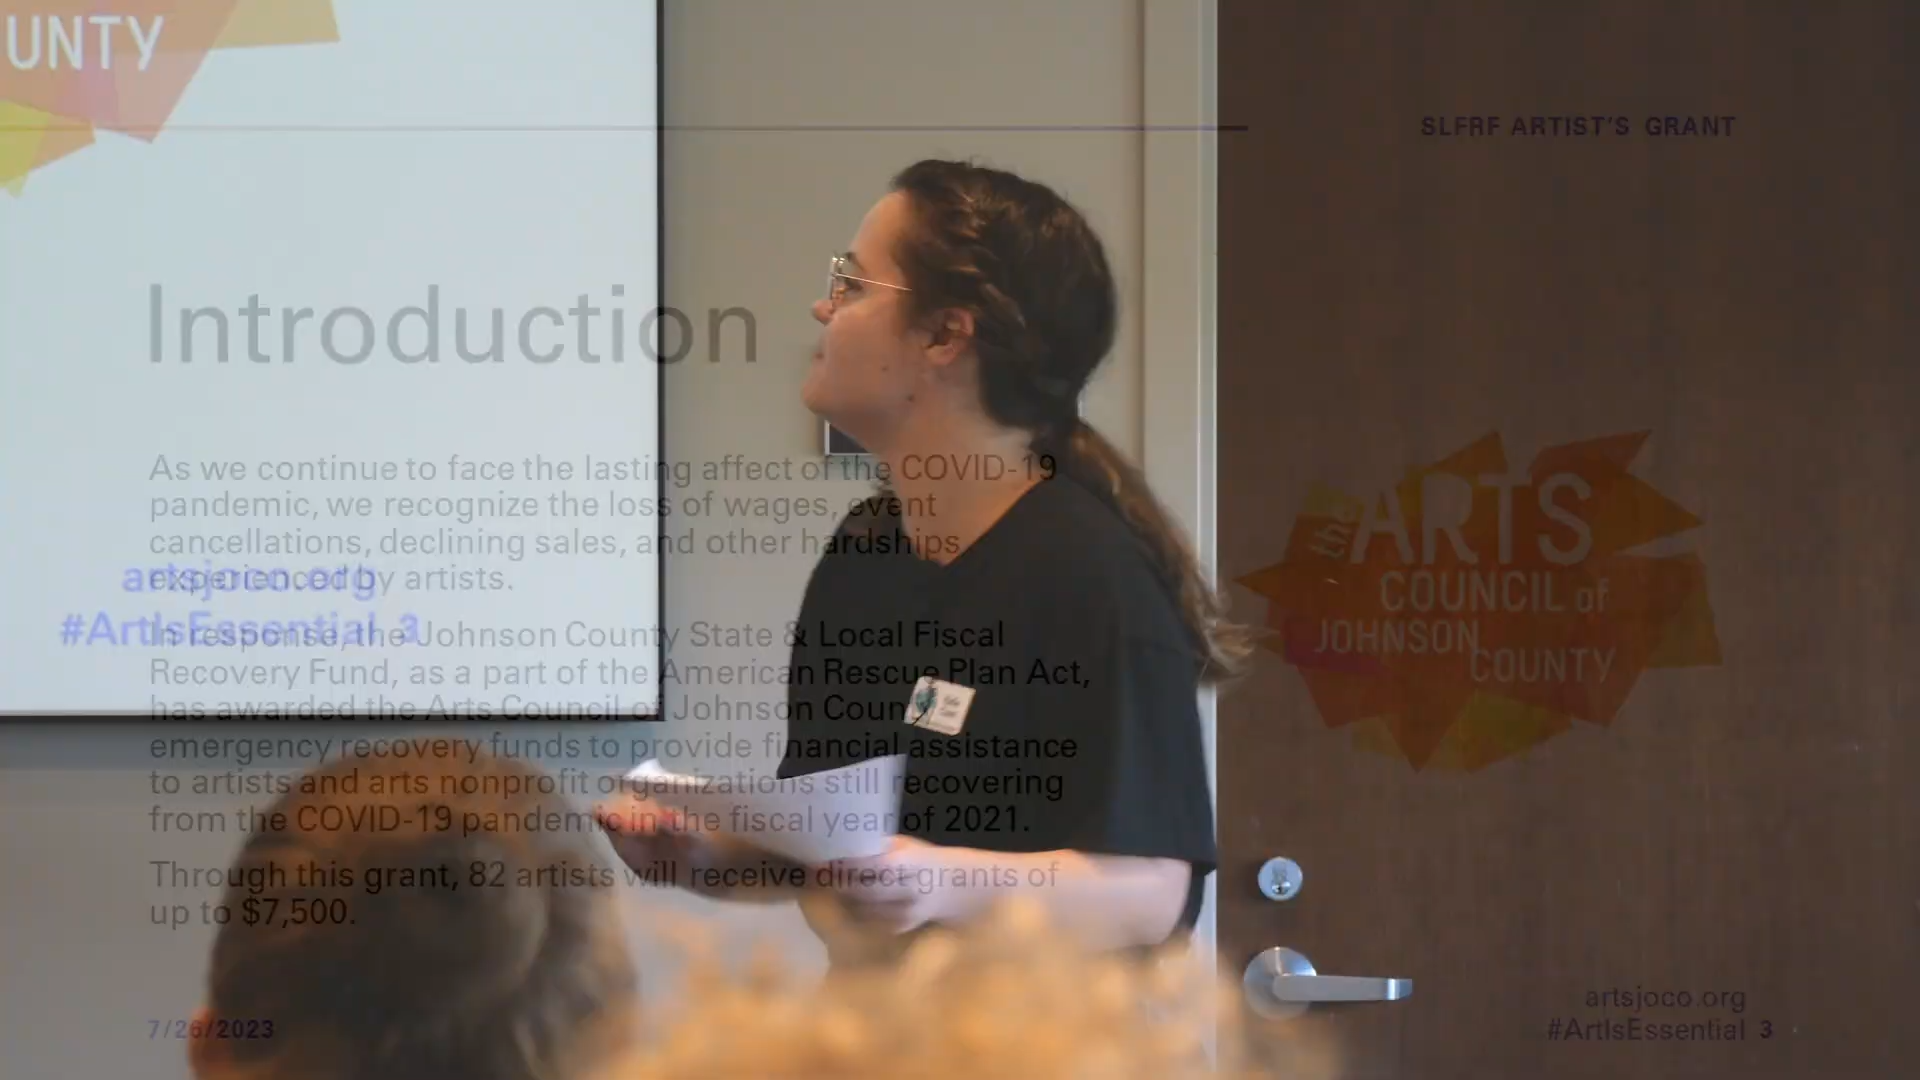 UNTY
SLFRF ARTIST'S GRANT
Introduction
As we continue to face the lasting affect of the COVID-19
pandemic, we recognize the loss of wages, event
cancellations, declining sales, and other hardships
experienced by artists.
artsjoco.org
#ArtIsEssential 3
In response, the Johnson County State & Local Fiscal
Recovery Fund, as a part of the American Rescue Plan Act,
has awarded the Arts Council of Johnson County
emergency recovery funds to provide financial assistance
to artists and arts nonprofit organizations still recovering
from the COVID-19 pandemic in the fiscal year of 2021.
Through this grant, 82 artists will receive direct grants of
up to $7,500.
the ARTS
COUNCIL of
JOHNSON
COUNTY
7/26/2023
artsjoco.org
#ArtIsEssential 3